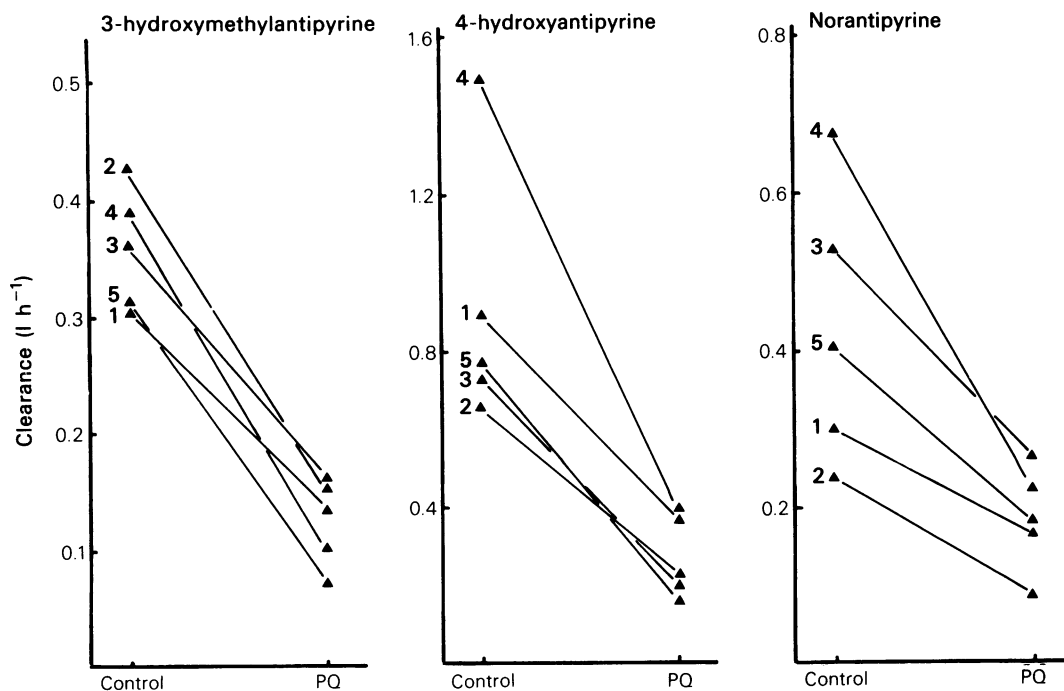 3-hydroxymethylantipyrine
4-hydroxyantipyrine
Norantipyrine
Clearance (l h⁻¹)
0.5
0.4
0.3
0.2
0.1
2
4
3
5
1
Control
PQ
1.6
1.2
0.8
0.4
4
1
5
3
2
Control
PQ
0.8
0.6
0.4
0.2
4
3
5
1
2
Control
PQ